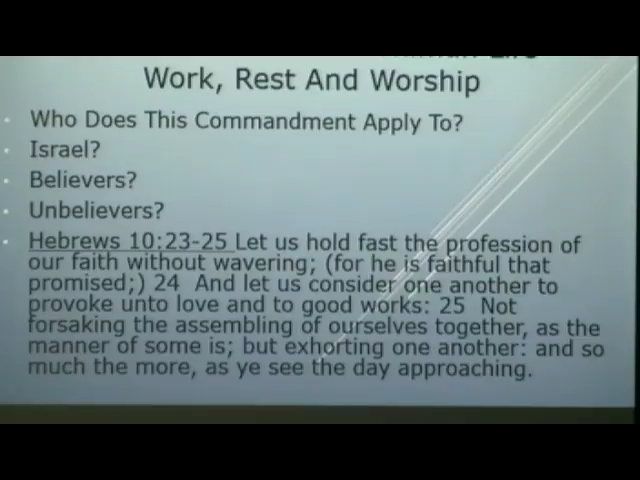 Work, Rest And Worship
• Who Does This Commandment Apply To?
• Israel?
• Believers?
• Unbelievers?
• Hebrews 10:23-25 Let us hold fast the profession of
our faith without wavering; (for he is faithful that
promised;) 24 And let us consider one another to
provoke unto love and to good works: 25 Not
forsaking the assembling of ourselves together, as the
manner of some is; but exhorting one another: and so
much the more, as ye see the day approaching.